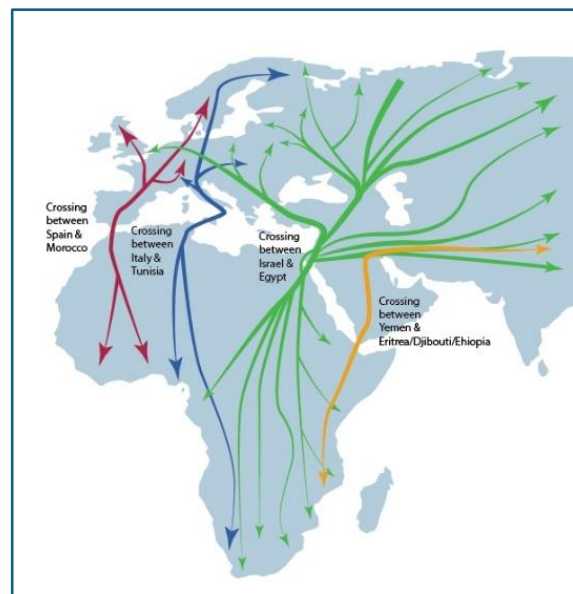 Crossing
between
Spain &
Morocco
Crossing
between
Italy &
Tunisia
Crossing
between
Israel &
Egypt
Crossing
between
Yemen &
Eritrea/Djibouti/Ehiopia